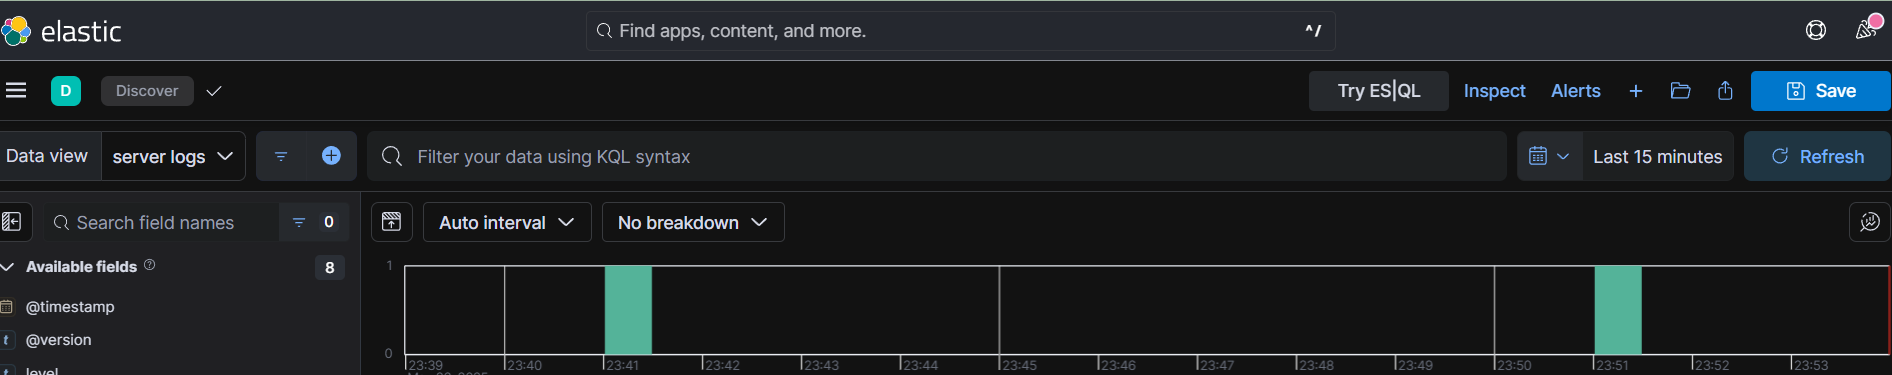 elastic
Find apps, content, and more.
^/
D
Discover
Try ES|QL
Inspect
Alerts
Save
Data view
server logs
Filter your data using KQL syntax
Last 15 minutes
Refresh
Search field names
0
Auto interval
No breakdown
Available fields
8
@timestamp
t @version
t level
1
0
23:39 23:40 23:41 23:42 23:43 23:44 23:45 23:46 23:47 23:48 23:49 23:50 23:51 23:52 23:53